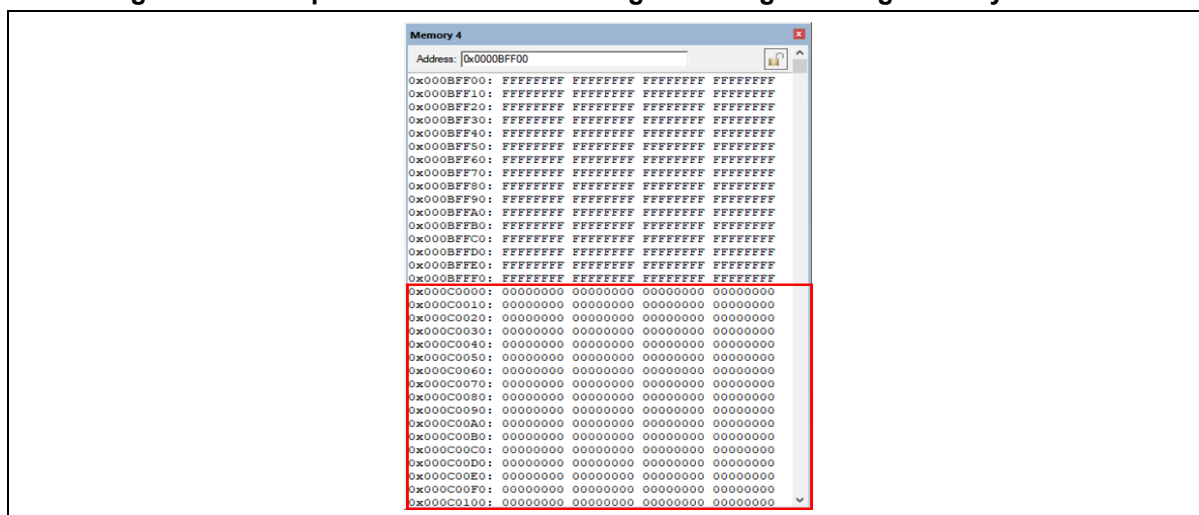 Memory 4
Address: 0x0000BFF00
0x000BFF00: FFFFFFFF FFFFFFFF FFFFFFFF FFFFFFFF
0x000BFF10: FFFFFFFF FFFFFFFF FFFFFFFF FFFFFFFF
0x000BFF20: FFFFFFFF FFFFFFFF FFFFFFFF FFFFFFFF
0x000BFF30: FFFFFFFF FFFFFFFF FFFFFFFF FFFFFFFF
0x000BFF40: FFFFFFFF FFFFFFFF FFFFFFFF FFFFFFFF
0x000BFF50: FFFFFFFF FFFFFFFF FFFFFFFF FFFFFFFF
0x000BFF60: FFFFFFFF FFFFFFFF FFFFFFFF FFFFFFFF
0x000BFF70: FFFFFFFF FFFFFFFF FFFFFFFF FFFFFFFF
0x000BFF80: FFFFFFFF FFFFFFFF FFFFFFFF FFFFFFFF
0x000BFF90: FFFFFFFF FFFFFFFF FFFFFFFF FFFFFFFF
0x000BFFA0: FFFFFFFF FFFFFFFF FFFFFFFF FFFFFFFF
0x000BFFB0: FFFFFFFF FFFFFFFF FFFFFFFF FFFFFFFF
0x000BFFC0: FFFFFFFF FFFFFFFF FFFFFFFF FFFFFFFF
0x000BFFD0: FFFFFFFF FFFFFFFF FFFFFFFF FFFFFFFF
0x000BFFE0: FFFFFFFF FFFFFFFF FFFFFFFF FFFFFFFF
0x000BFFF0: FFFFFFFF FFFFFFFF FFFFFFFF FFFFFFFF
0x000C0000: 00000000 00000000 00000000 00000000
0x000C0010: 00000000 00000000 00000000 00000000
0x000C0020: 00000000 00000000 00000000 00000000
0x000C0030: 00000000 00000000 00000000 00000000
0x000C0040: 00000000 00000000 00000000 00000000
0x000C0050: 00000000 00000000 00000000 00000000
0x000C0060: 00000000 00000000 00000000 00000000
0x000C0070: 00000000 00000000 00000000 00000000
0x000C0080: 00000000 00000000 00000000 00000000
0x000C0090: 00000000 00000000 00000000 00000000
0x000C00A0: 00000000 00000000 00000000 00000000
0x000C00B0: 00000000 00000000 00000000 00000000
0x000C00C0: 00000000 00000000 00000000 00000000
0x000C00D0: 00000000 00000000 00000000 00000000
0x000C00E0: 00000000 00000000 00000000 00000000
0x000C00F0: 00000000 00000000 00000000 00000000
0x000C0100: 00000000 00000000 00000000 00000000